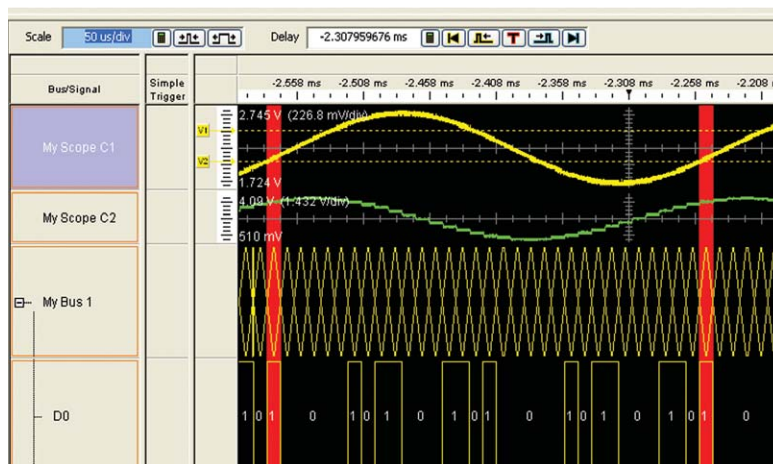 Scale 50 us/div Delay -2.307959676 ms T
Bus/Signal Simple Trigger -2.558 ms -2.508 ms -2.458 ms -2.408 ms -2.358 ms -2.308 ms -2.258 ms -2.208
My Scope C1 V1 V2 2.745 V (226.8 mV/div) 1.724 V
My Scope C2 4.09 V (1.432 V/div) 510 mV
My Bus 1
D0 1 0 1 0 1 0 1 0 1 0 1 0 1 0 1 0 1 0 1 0